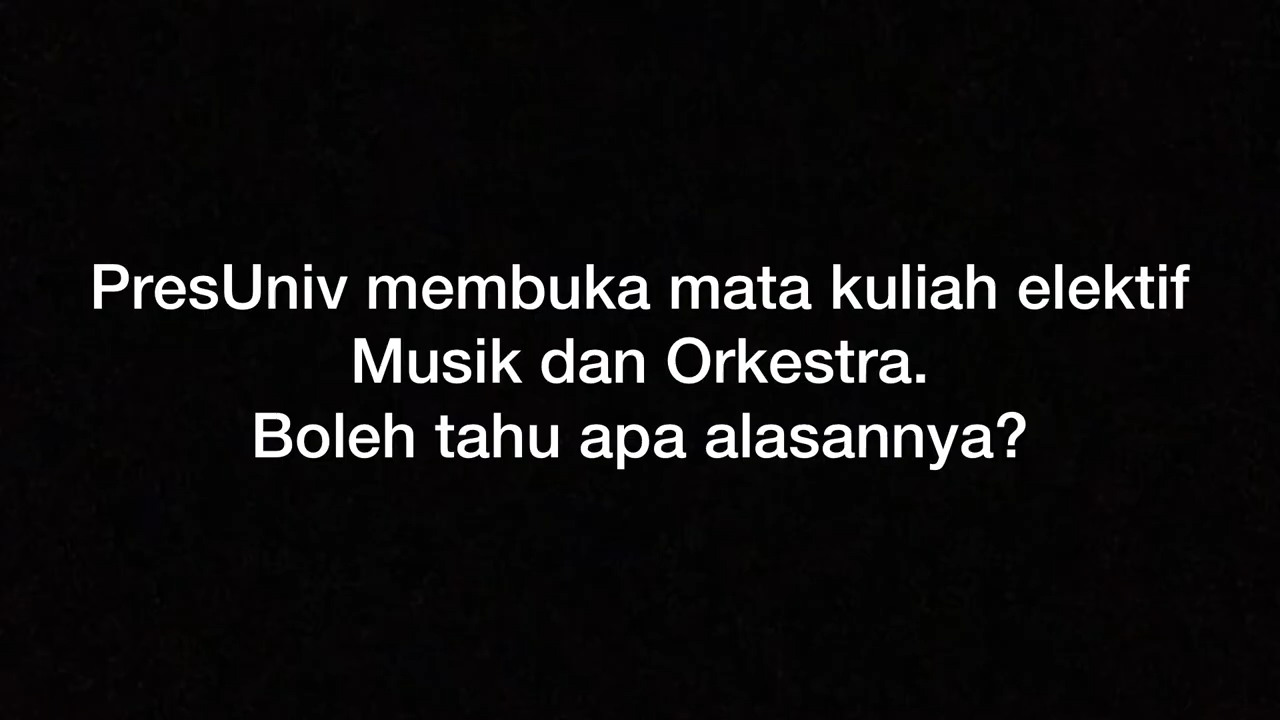 PresUniv membuka mata kuliah elektif
Musik dan Orkestra.
Boleh tahu apa alasannya?